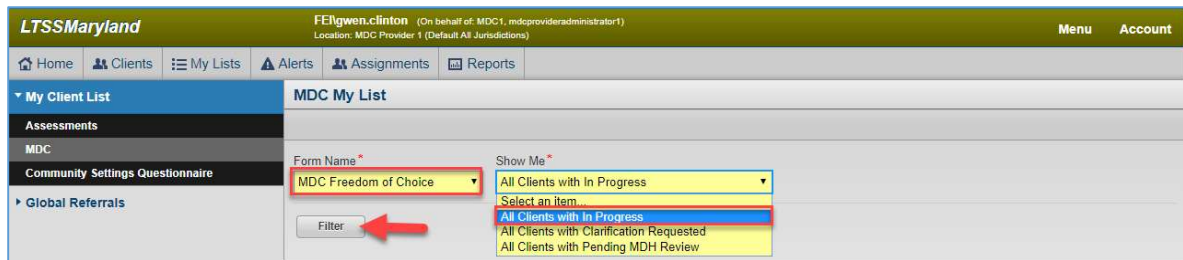 LTSSMaryland
FEI\gwen.clinton (On behalf of: MDC1, mdcprovideradministrator1)
Location: MDC Provider 1 (Default All Jurisdictions)
Menu Account
Home Clients My Lists Alerts Assignments Reports
My Client List
MDC My List
Assessments
MDC
Community Settings Questionnaire
Global Referrals
Form Name* Show Me*
MDC Freedom of Choice All Clients with In Progress
Select an item...
All Clients with In Progress
All Clients with Clarification Requested
All Clients with Pending MDH Review
Filter